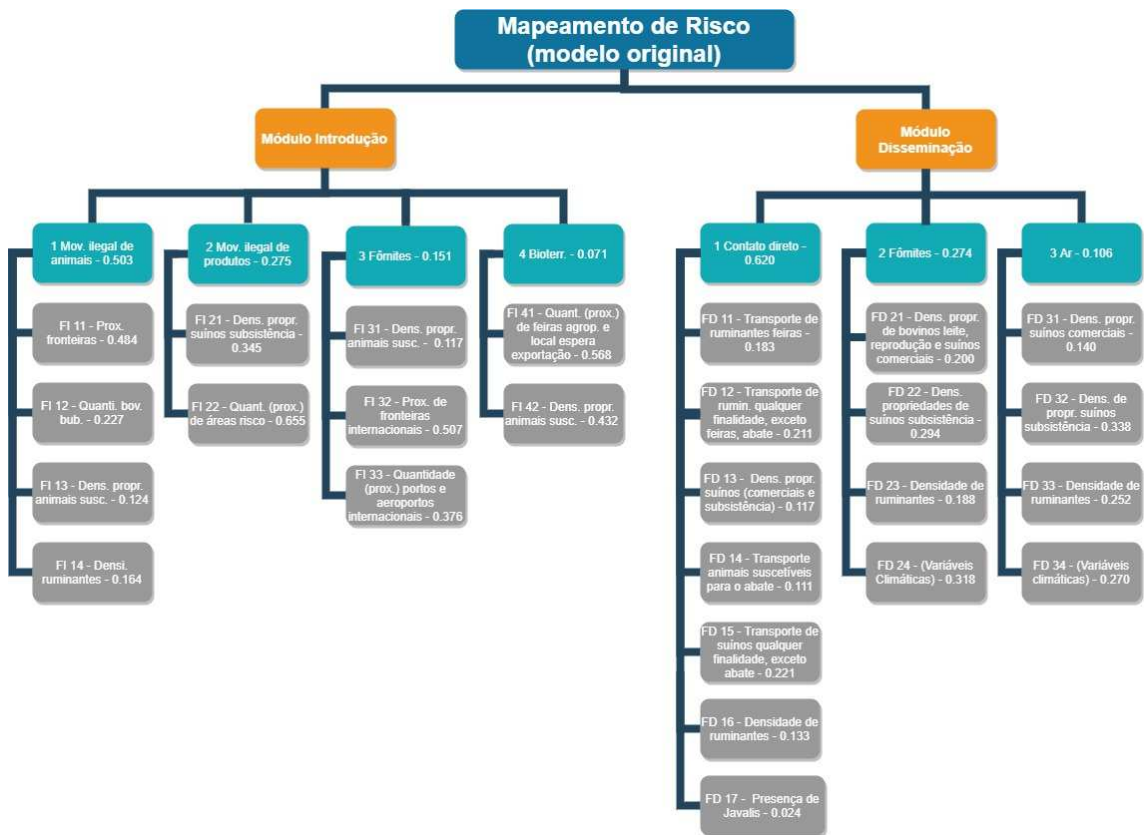 Mapeamento de Risco
(modelo original)
Módulo Introdução
Módulo
Disseminação
1 Mov. ilegal de
animais - 0.503
2 Mov. ilegal de
produtos - 0.275
3 Fômites - 0.151
4 Bioterr. - 0.071
1 Contato direto -
0.620
2 Fômites - 0.274
3 Ar - 0.106
FI 11 - Prox.
fronteiras - 0.484
FI 12 - Quanti. bov.
bub. - 0.227
FI 13 - Dens. propr.
animais susc. - 0.124
FI 14 - Densi.
ruminantes - 0.164
FI 21 - Dens. propr.
suínos subsistência -
0.345
FI 22 - Quant. (prox.)
de áreas risco - 0.655
FI 31 - Dens. propr.
animais susc. - 0.117
FI 32 - Prox. de
fronteiras
internacionais - 0.507
FI 33 - Quantidade
(prox.) portos e
aeroportos
internacionais - 0.376
FI 41 - Quant. (prox.)
de feiras agrop. e
local espera
exportação - 0.568
FI 42 - Dens. propr.
animais susc. - 0.432
FD 11 - Transporte de
ruminantes feiras -
0.183
FD 12 - Transporte de
rumin. qualquer
finalidade, exceto
feiras, abate - 0.211
FD 13 - Dens. propr.
suínos (comerciais e
subsistência) - 0.117
FD 14 - Transporte
animais suscetíveis
para o abate - 0.111
FD 15 - Transporte de
suínos qualquer
finalidade, exceto
abate - 0.221
FD 16 - Densidade de
ruminantes - 0.133
FD 17 - Presença de
Javalis - 0.024
FD 21 - Dens. propr.
de bovinos leite,
reprodução e suínos
comerciais - 0.200
FD 22 - Dens.
propriedades de
suínos subsistência -
0.294
FD 23 - Densidade de
ruminantes - 0.188
FD 24 - (Variáveis
Climáticas) - 0.318
FD 31 - Dens. propr.
suínos comerciais -
0.140
FD 32 - Dens. de
propr. suínos
subsistência - 0.338
FD 33 - Densidade de
ruminantes - 0.252
FD 34 - (Variáveis
climáticas) - 0.270